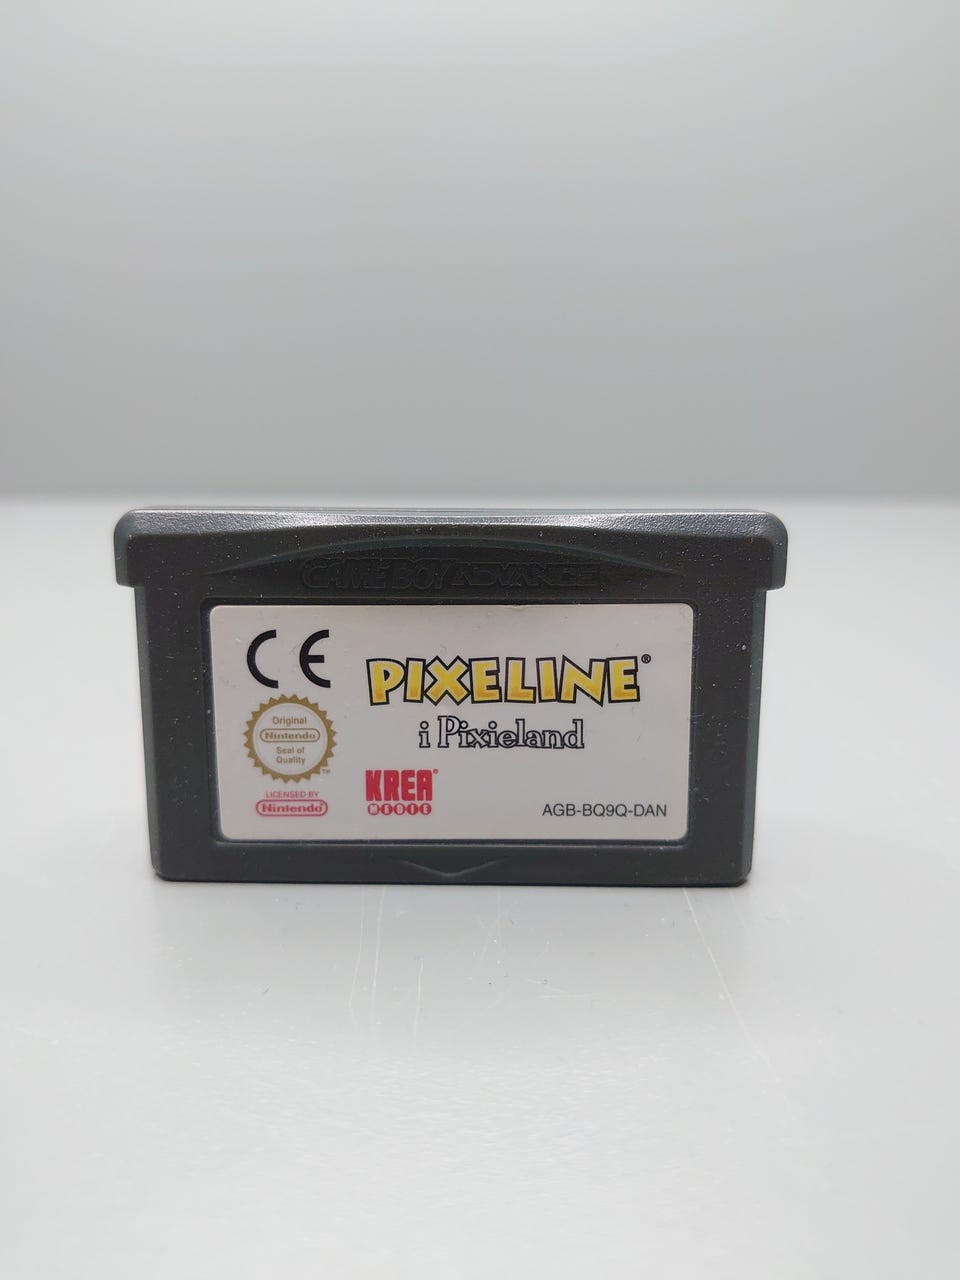 GAME BOY ADVANCE
CE
PIXELINE®
i Pixieland
Original
Nintendo
Seal of
Quality
TM
LICENSED BY
Nintendo®
KREA®
MEDIE
AGB-BQ9Q-DAN